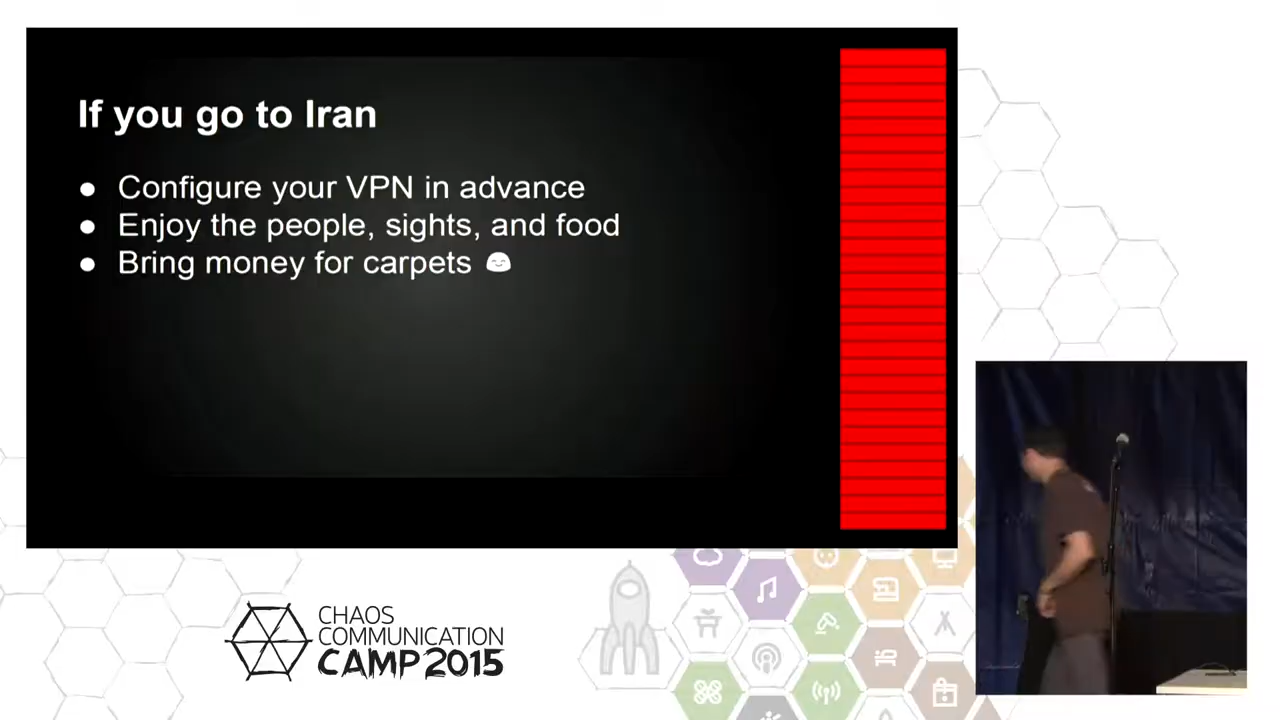 If you go to Iran
● Configure your VPN in advance
● Enjoy the people, sights, and food
● Bring money for carpets 😊
CHAOS
COMMUNICATION
CAMP 2015